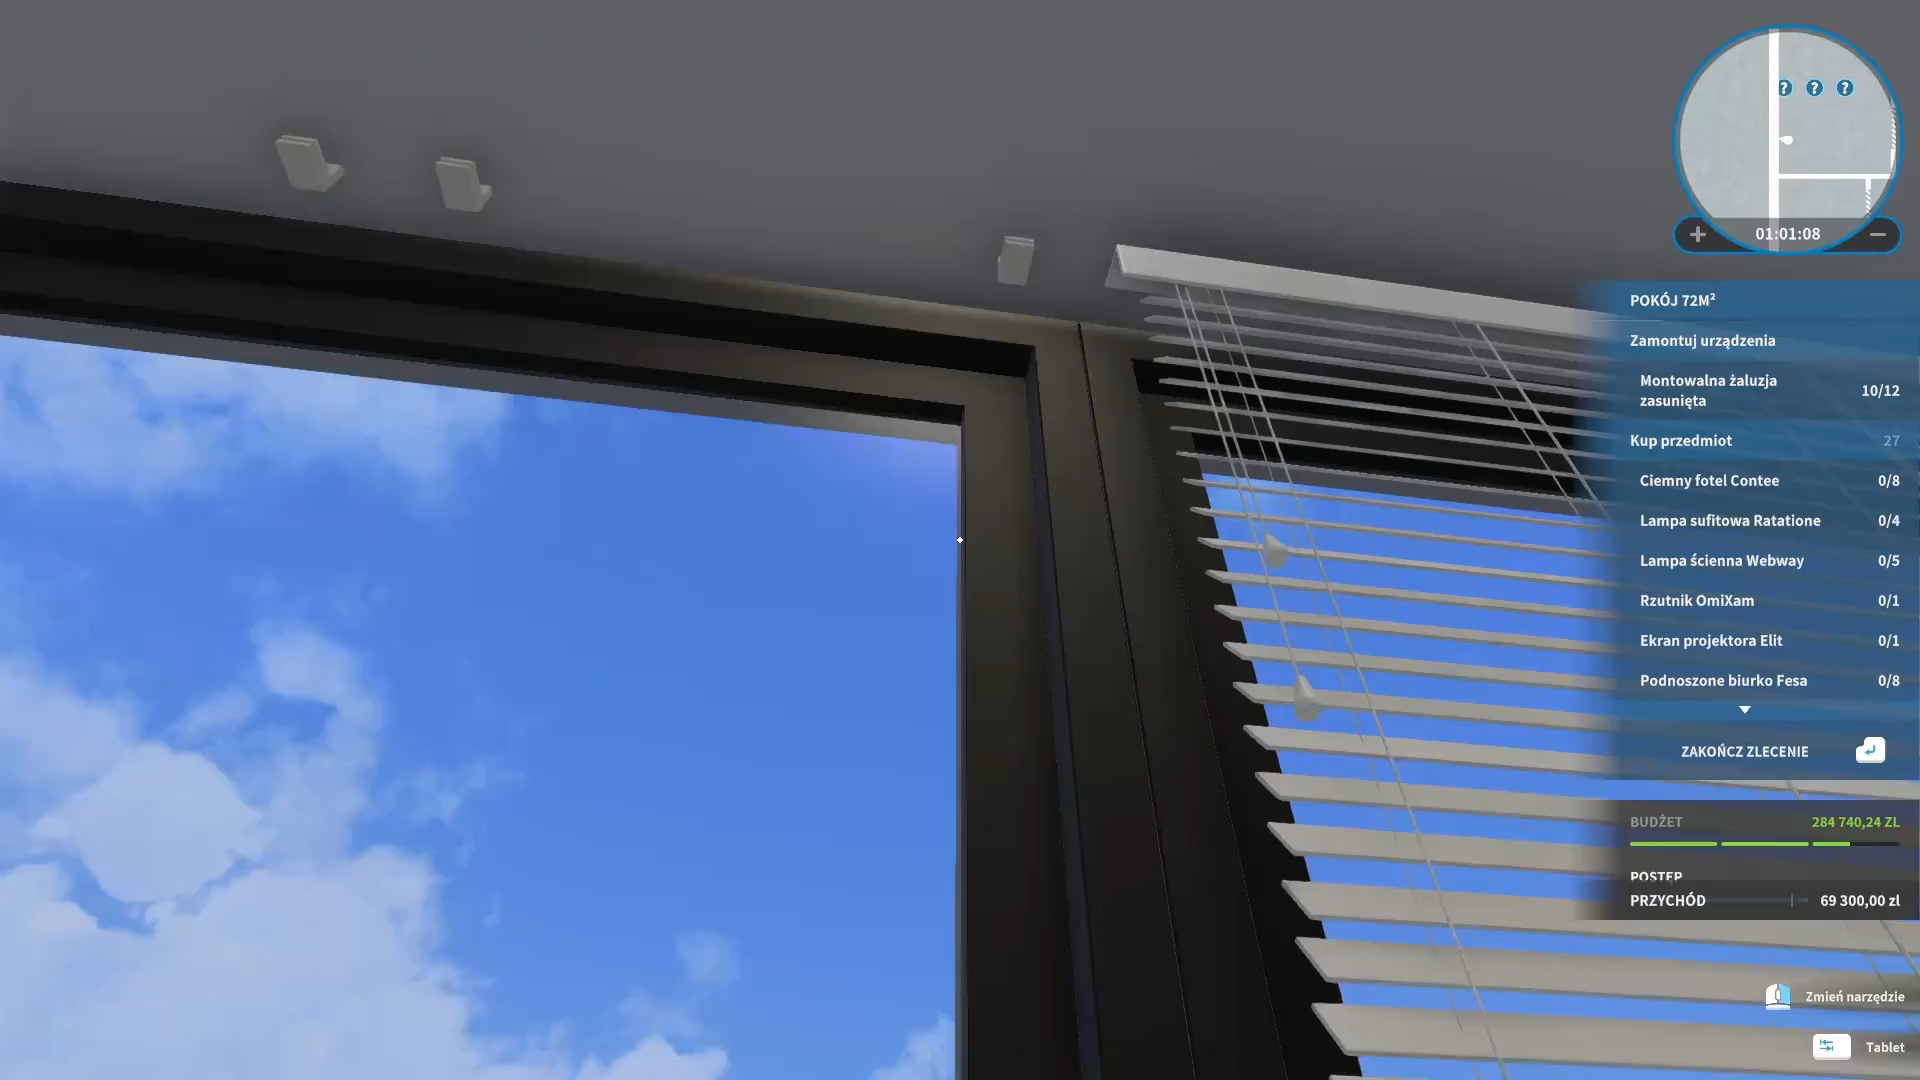 ? ? ?
01:01:08
POKÓJ 72M²
Zamontuj urządzenia
Montowalna żaluzja
zasunięta 10/12
Kup przedmiot 27
Ciemny fotel Contee 0/8
Lampa sufitowa Ratatione 0/4
Lampa ścienna Webway 0/5
Rzutnik OmiXam 0/1
Ekran projektora Elit 0/1
Podnoszone biurko Fesa 0/8
ZAKOŃCZ ZLECENIE
BUDŻET 284 740,24 ZL
POSTĘP
PRZYCHÓD 69 300,00 zl
Zmień narzędzie
Tablet